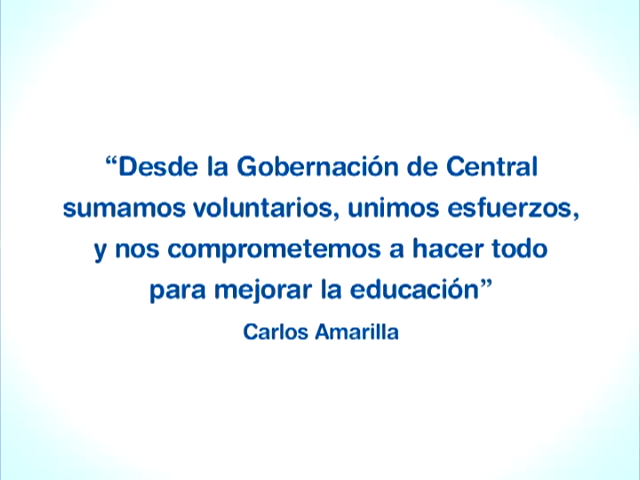 “Desde la Gobernación de Central
sumamos voluntarios, unimos esfuerzos,
y nos comprometemos a hacer todo
para mejorar la educación”
Carlos Amarilla